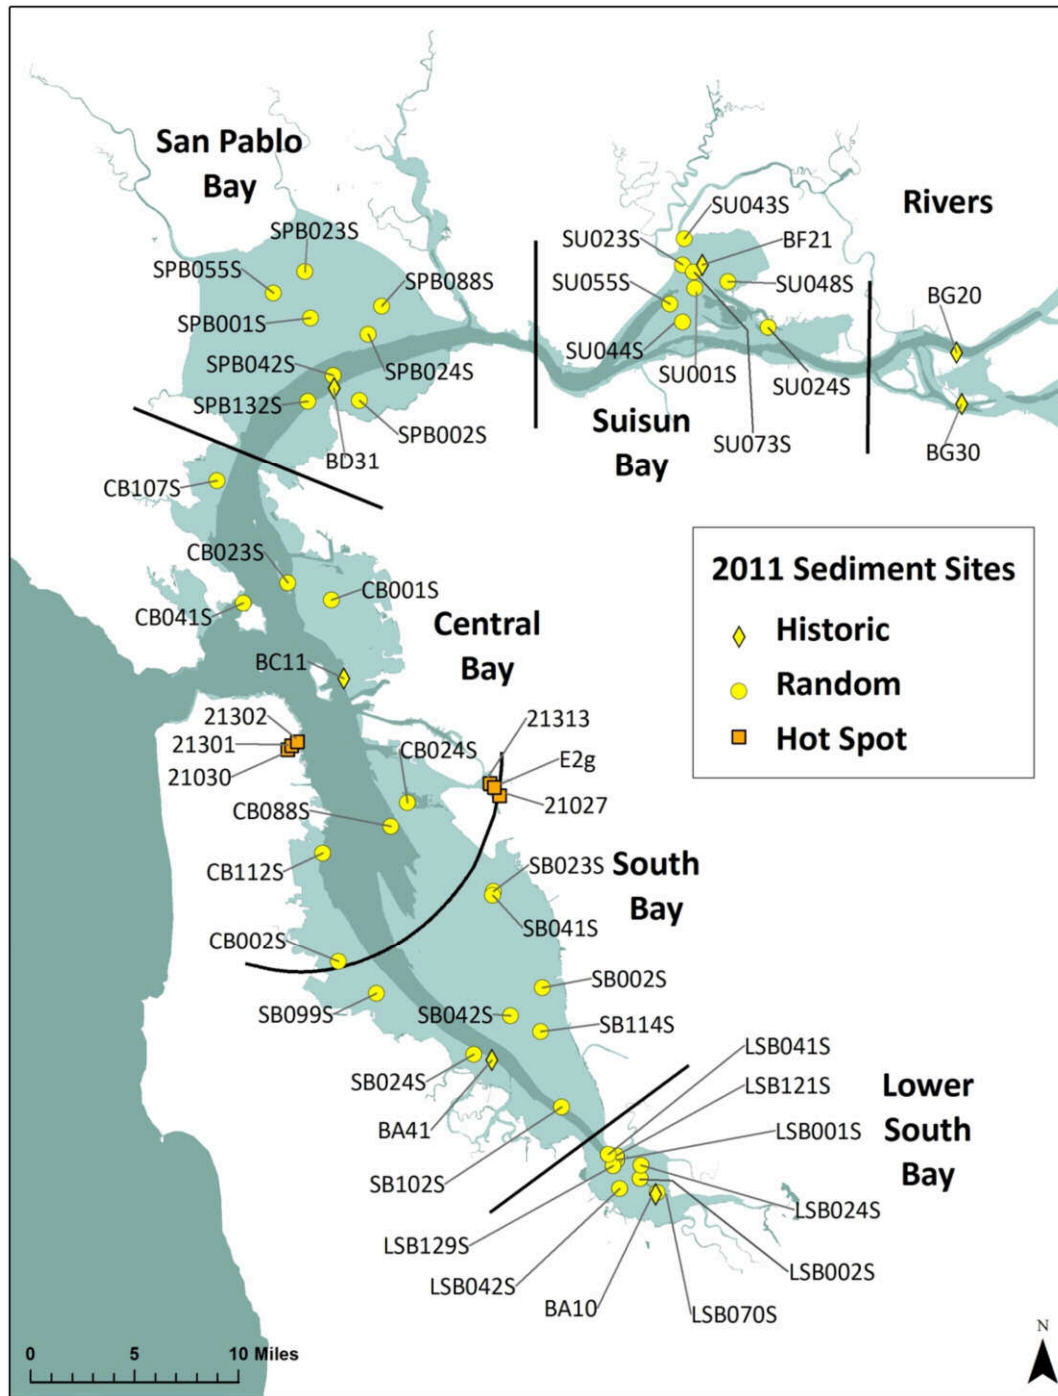 San Pablo
Bay
SPB023S
SPB055S
SPB088S
SPB001S
SPB042S
SPB024S
SPB132S
SPB002S
BD31
SU043S
SU023S
BF21
SU055S
SU048S
SU044S
SU001S
SU024S
SU073S
Suisun
Bay
Rivers
BG20
BG30
CB107S
CB023S
CB001S
CB041S
Central
Bay
BC11
21302
21301
21030
21313
CB024S
E2g
21027
CB088S
CB112S
CB002S
2011 Sediment Sites
Historic
Random
Hot Spot
South
Bay
SB023S
SB041S
SB002S
SB099S
SB042S
SB114S
SB024S
BA41
SB102S
Lower
South
Bay
LSB041S
LSB121S
LSB001S
LSB024S
LSB129S
LSB002S
LSB042S
BA10
LSB070S
0 5 10 Miles
N